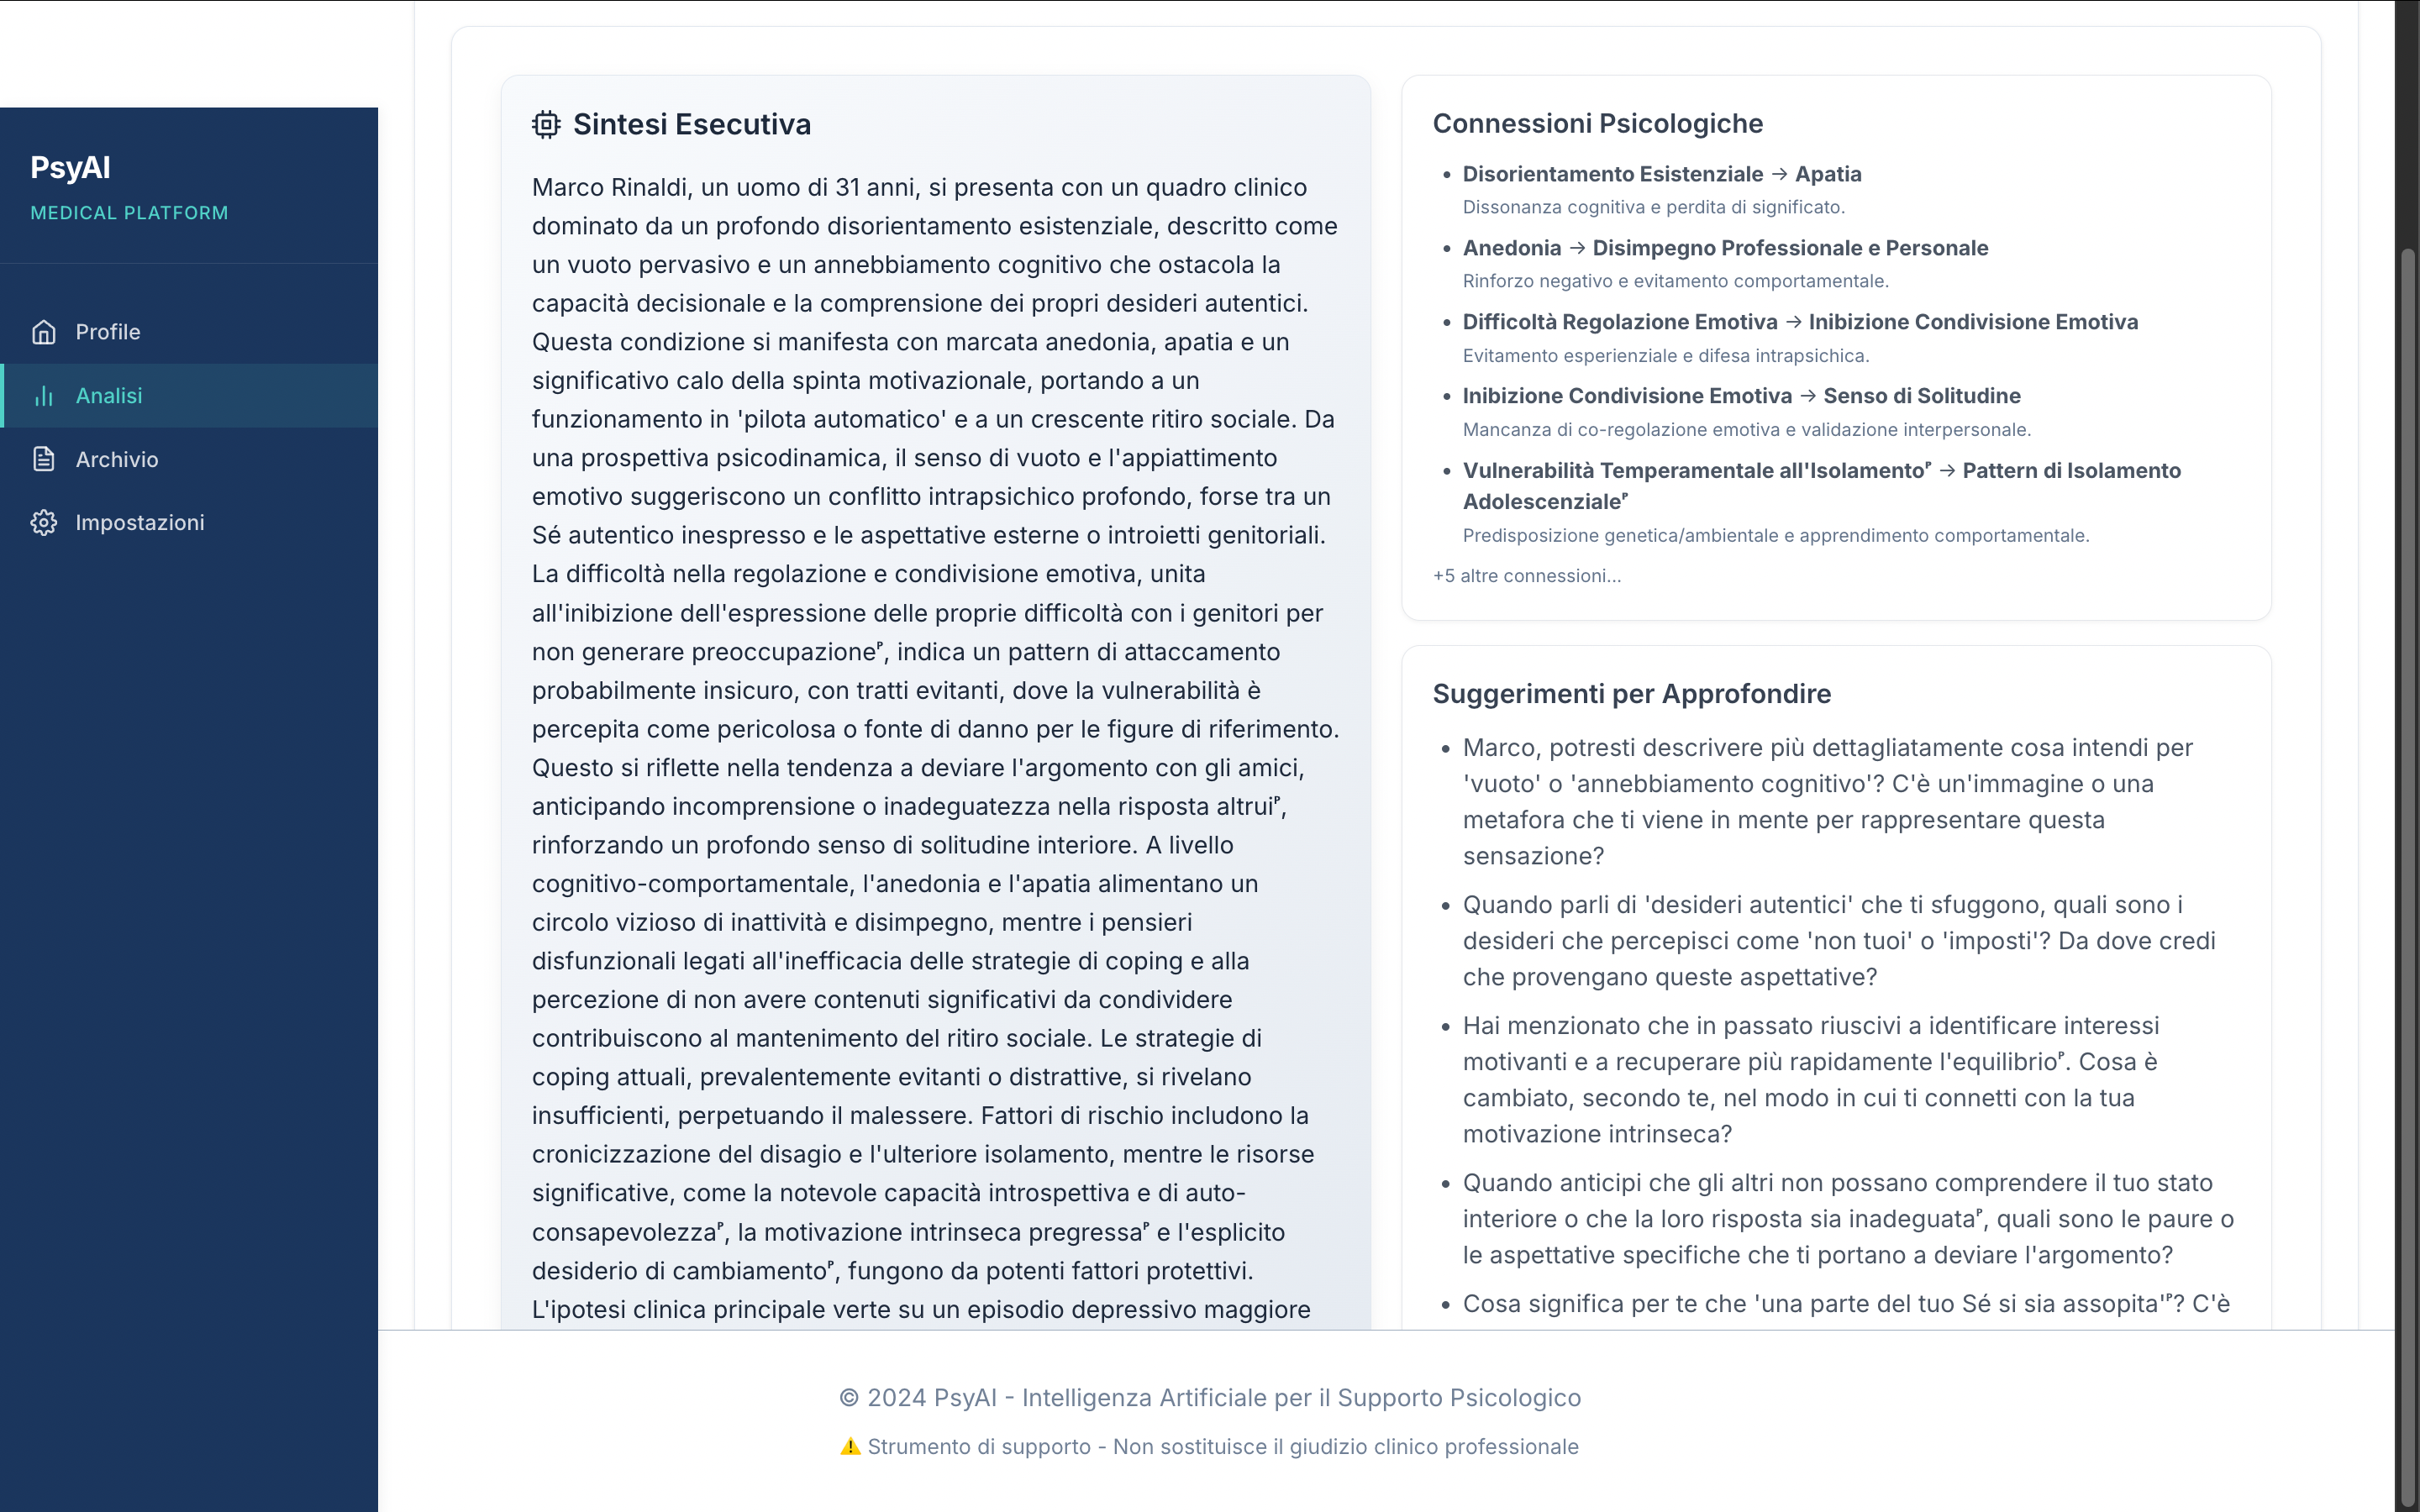 PsyAI
MEDICAL PLATFORM
Profile
Analisi
Archivio
Impostazioni
Sintesi Esecutiva
Marco Rinaldi, un uomo di 31 anni, si presenta con un quadro clinico
dominato da un profondo disorientamento esistenziale, descritto come
un vuoto pervasivo e un annebbiamento cognitivo che ostacola la
capacità decisionale e la comprensione dei propri desideri autentici.
Questa condizione si manifesta con marcata anedonia, apatia e un
significativo calo della spinta motivazionale, portando a un
funzionamento in 'pilota automatico' e a un crescente ritiro sociale. Da
una prospettiva psicodinamica, il senso di vuoto e l'appiattimento
emotivo suggeriscono un conflitto intrapsichico profondo, forse tra un
Sé autentico inespresso e le aspettative esterne o introietti genitoriali.
La difficoltà nella regolazione e condivisione emotiva, unita
all'inibizione dell'espressione delle proprie difficoltà con i genitori per
non generare preoccupazioneᴾ, indica un pattern di attaccamento
probabilmente insicuro, con tratti evitanti, dove la vulnerabilità è
percepita come pericolosa o fonte di danno per le figure di riferimento.
Questo si riflette nella tendenza a deviare l'argomento con gli amici,
anticipando incomprensione o inadeguatezza nella risposta altruiᴾ,
rinforzando un profondo senso di solitudine interiore. A livello
cognitivo-comportamentale, l'anedonia e l'apatia alimentano un
circolo vizioso di inattività e disimpegno, mentre i pensieri
disfunzionali legati all'inefficacia delle strategie di coping e alla
percezione di non avere contenuti significativi da condividere
contribuiscono al mantenimento del ritiro sociale. Le strategie di
coping attuali, prevalentemente evitanti o distrattive, si rivelano
insufficienti, perpetuando il malessere. Fattori di rischio includono la
cronicizzazione del disagio e l'ulteriore isolamento, mentre le risorse
significative, come la notevole capacità introspettiva e di auto-
consapevolezzaᴾ, la motivazione intrinseca pregressaᴾ e l'esplicito
desiderio di cambiamentoᴾ, fungono da potenti fattori protettivi.
L'ipotesi clinica principale verte su un episodio depressivo maggiore
Connessioni Psicologiche
• Disorientamento Esistenziale → Apatia
Dissonanza cognitiva e perdita di significato.
• Anedonia → Disimpegno Professionale e Personale
Rinforzo negativo e evitamento comportamentale.
• Difficoltà Regolazione Emotiva → Inibizione Condivisione Emotiva
Evitamento esperienziale e difesa intrapsichica.
• Inibizione Condivisione Emotiva → Senso di Solitudine
Mancanza di co-regolazione emotiva e validazione interpersonale.
• Vulnerabilità Temperamentale all'Isolamentoᴾ → Pattern di Isolamento
Adolescenzialeᴾ
Predisposizione genetica/ambientale e apprendimento comportamentale.
+5 altre connessioni...
Suggerimenti per Approfondire
• Marco, potresti descrivere più dettagliatamente cosa intendi per
'vuoto' o 'annebbiamento cognitivo'? C'è un'immagine o una
metafora che ti viene in mente per rappresentare questa
sensazione?
• Quando parli di 'desideri autentici' che ti sfuggono, quali sono i
desideri che percepisci come 'non tuoi' o 'imposti'? Da dove credi
che provengano queste aspettative?
• Hai menzionato che in passato riuscivi a identificare interessi
motivanti e a recuperare più rapidamente l'equilibrioᴾ. Cosa è
cambiato, secondo te, nel modo in cui ti connetti con la tua
motivazione intrinseca?
• Quando anticipi che gli altri non possano comprendere il tuo stato
interiore o che la loro risposta sia inadeguataᴾ, quali sono le paure o
le aspettative specifiche che ti portano a deviare l'argomento?
• Cosa significa per te che 'una parte del tuo Sé si sia assopita'ᴾ? C'è
© 2024 PsyAI - Intelligenza Artificiale per il Supporto Psicologico
⚠️ Strumento di supporto - Non sostituisce il giudizio clinico professionale